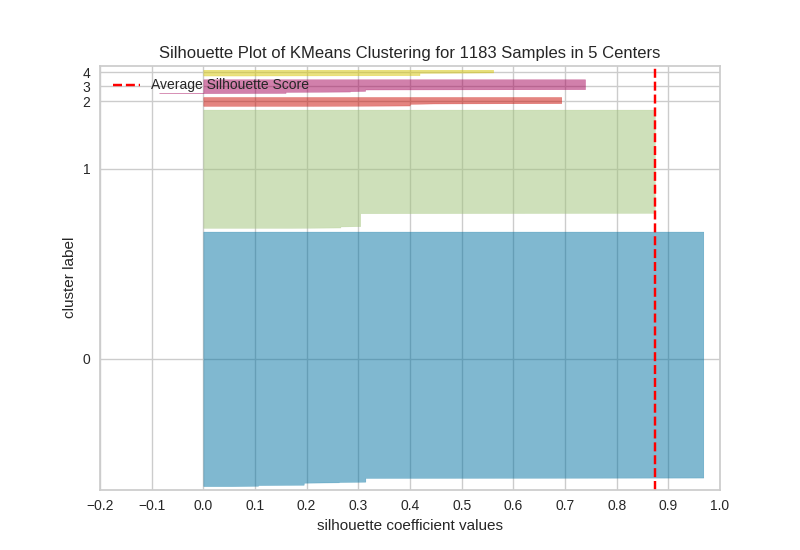 Silhouette Plot of KMeans Clustering for 1183 Samples in 5 Centers
Average Silhouette Score
4
3
2
1
0
cluster label
−0.2 −0.1 0.0 0.1 0.2 0.3 0.4 0.5 0.6 0.7 0.8 0.9 1.0
silhouette coefficient values